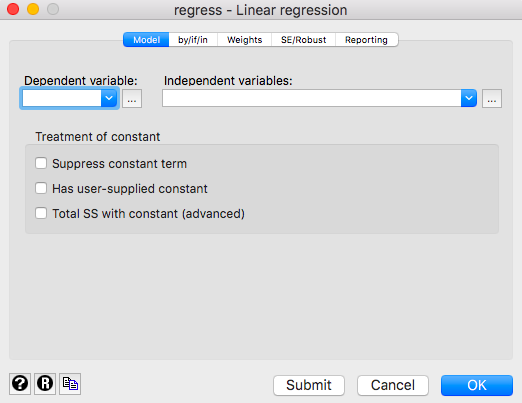 regress - Linear regression
Model by/if/in Weights SE/Robust Reporting
Dependent variable: Independent variables:
... ...
Treatment of constant
Suppress constant term
Has user-supplied constant
Total SS with constant (advanced)
? R Submit Cancel OK